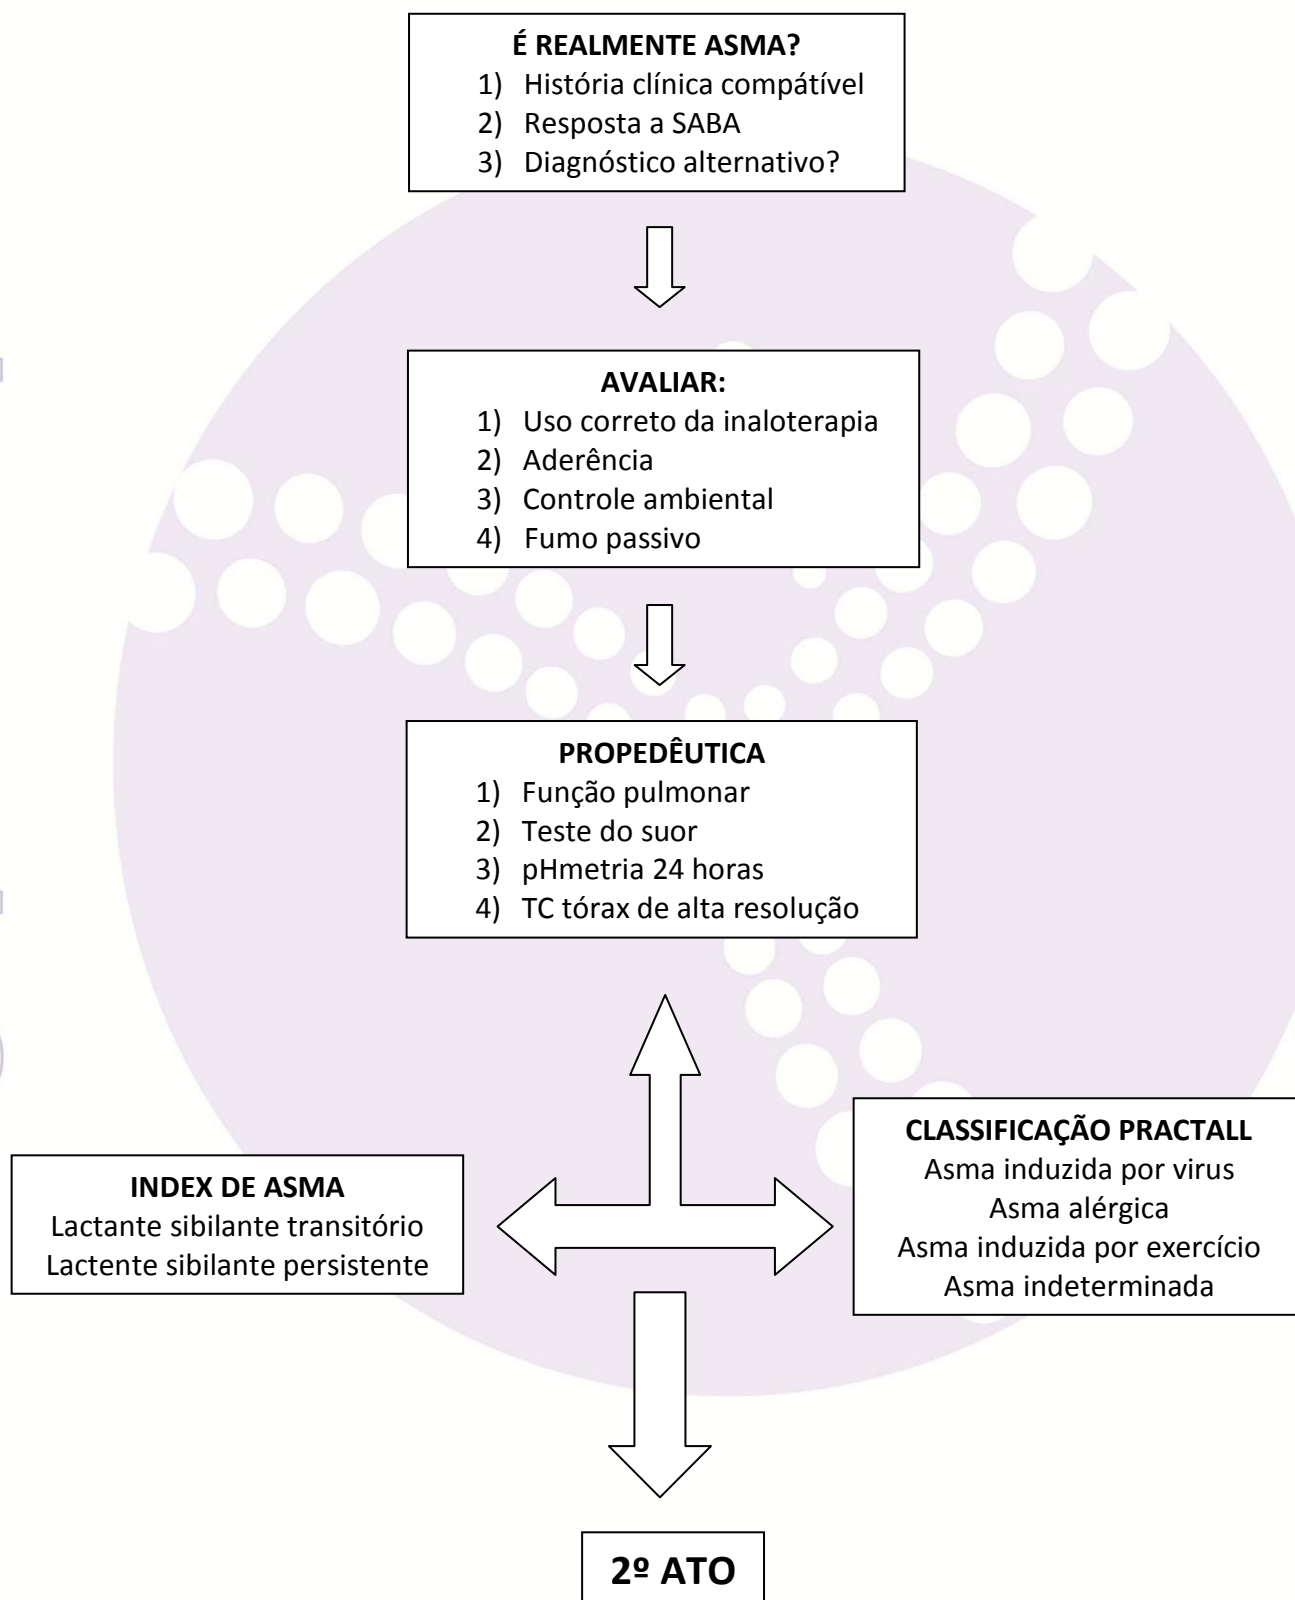 É REALMENTE ASMA?
1) História clínica compátível
2) Resposta a SABA
3) Diagnóstico alternativo?
AVALIAR:
1) Uso correto da inaloterapia
2) Aderência
3) Controle ambiental
4) Fumo passivo
PROPEDÊUTICA
1) Função pulmonar
2) Teste do suor
3) pHmetria 24 horas
4) TC tórax de alta resolução
INDEX DE ASMA
Lactante sibilante transitório
Lactente sibilante persistente
CLASSIFICAÇÃO PRACTALL
Asma induzida por virus
Asma alérgica
Asma induzida por exercício
Asma indeterminada
2º ATO